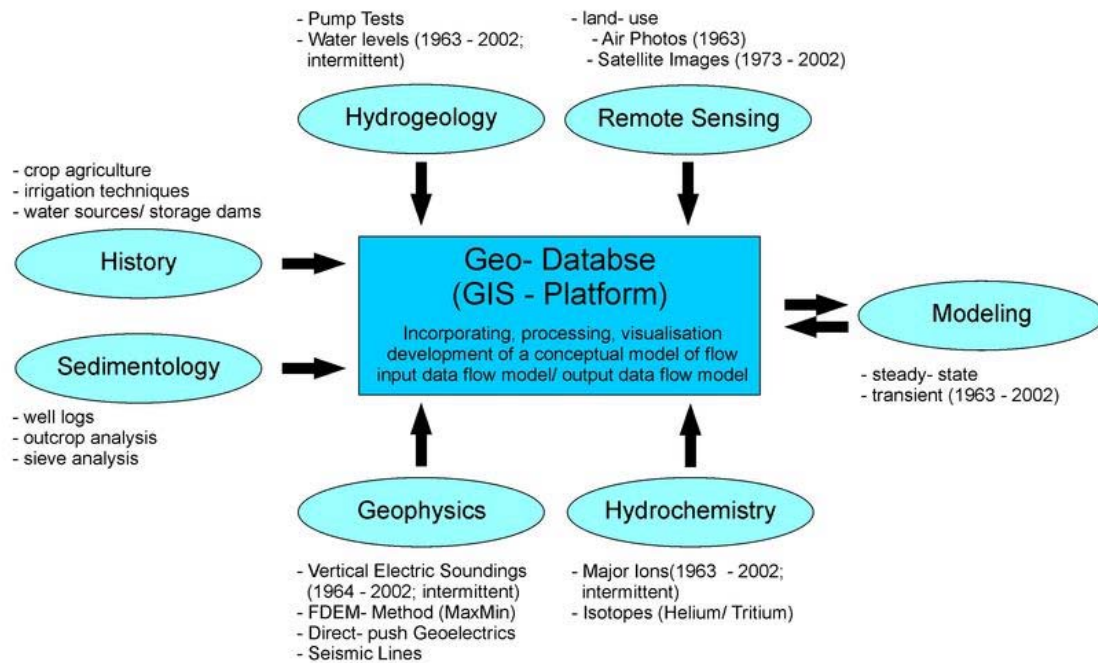 - Pump Tests
- Water levels (1963 - 2002;
intermittent)
Hydrogeology
- land- use
- Air Photos (1963)
- Satellite Images (1973 - 2002)
Remote Sensing
- crop agriculture
- irrigation techniques
- water sources/ storage dams
History
Sedimentology
- well logs
- outcrop analysis
- sieve analysis
Geo- Databse
(GIS - Platform)
Incorporating, processing, visualisation
development of a conceptual model of flow
input data flow model/ output data flow model
Modeling
- steady- state
- transient (1963 - 2002)
Geophysics
- Vertical Electric Soundings
(1964 - 2002; intermittent)
- FDEM- Method (MaxMin)
- Direct- push Geoelectrics
- Seismic Lines
Hydrochemistry
- Major Ions(1963 - 2002;
intermittent)
- Isotopes (Helium/ Tritium)